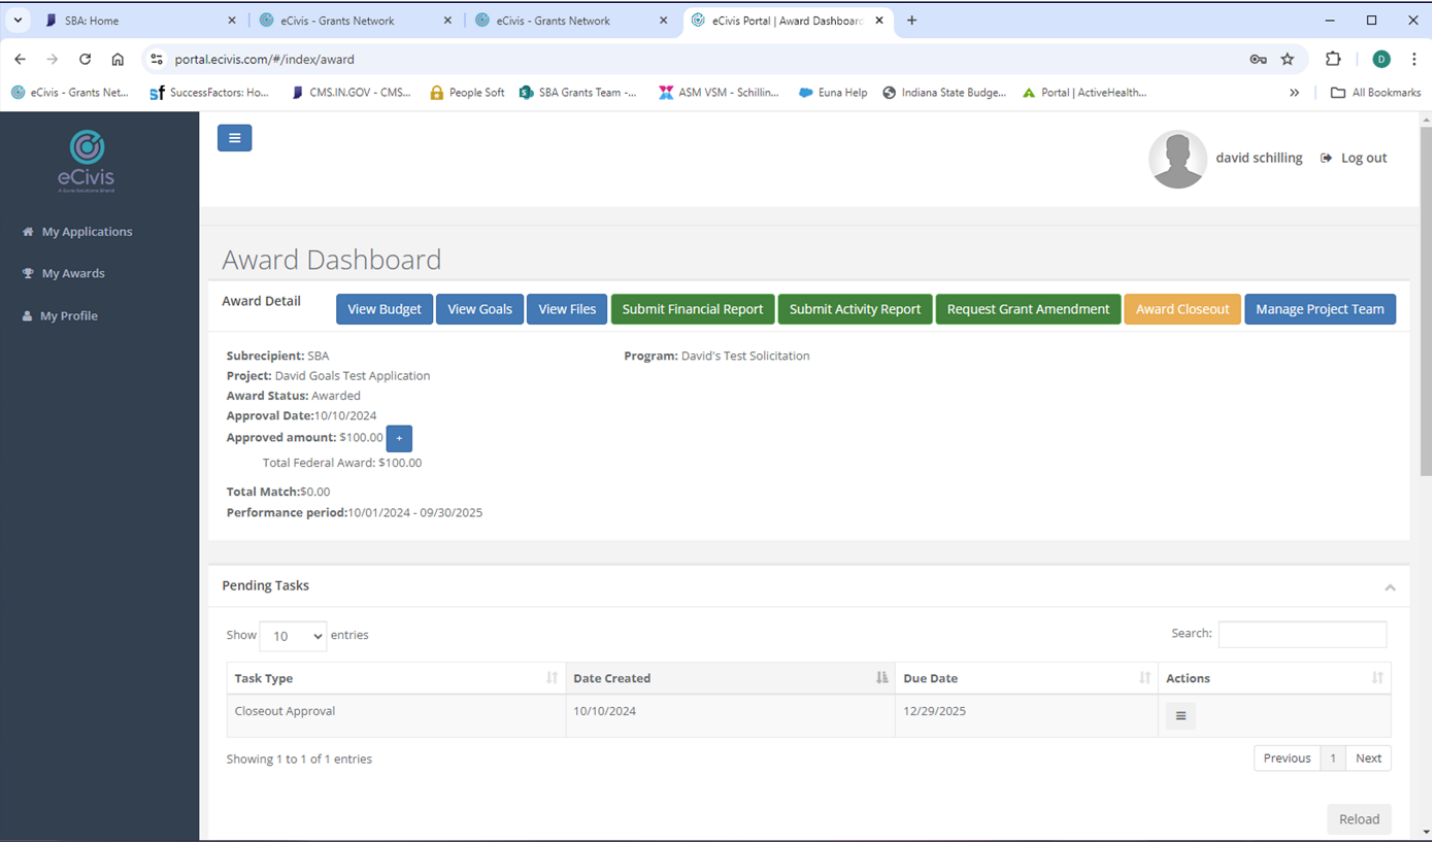 SBA: Home
eCivis - Grants Network
eCivis - Grants Network
eCivis Portal | Award Dashboard
portal.ecivis.com/#/index/award
D
eCivis - Grants Net...
SuccessFactors: Ho...
CMS.IN.GOV - CMS...
People Soft
SBA Grants Team -...
ASM VSM - Schillin...
Euna Help
Indiana State Budge...
Portal | ActiveHealth...
All Bookmarks
eCivis
david schilling
Log out
My Applications
My Awards
My Profile
Award Dashboard
Award Detail
View Budget
View Goals
View Files
Submit Financial Report
Submit Activity Report
Request Grant Amendment
Award Closeout
Manage Project Team
Subrecipient: SBA
Program: David's Test Solicitation
Project: David Goals Test Application
Award Status: Awarded
Approval Date:10/10/2024
Approved amount: $100.00 +
Total Federal Award: $100.00
Total Match:$0.00
Performance period:10/01/2024 - 09/30/2025
Pending Tasks
Show 10 entries
Search:
Task Type
Date Created
Due Date
Actions
Closeout Approval
10/10/2024
12/29/2025
Showing 1 to 1 of 1 entries
Previous 1 Next
Reload